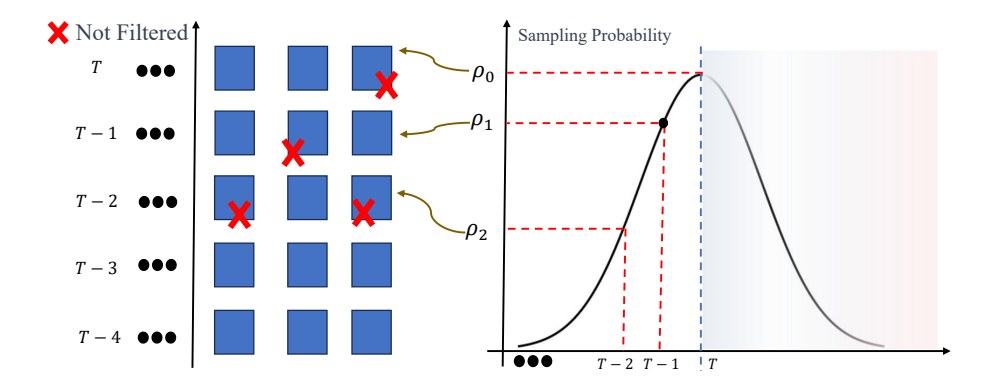 Not Filtered
T
T − 1
T − 2
T − 3
T − 4
ρ₀
ρ₁
ρ₂
Sampling Probability
T − 2
T − 1
T